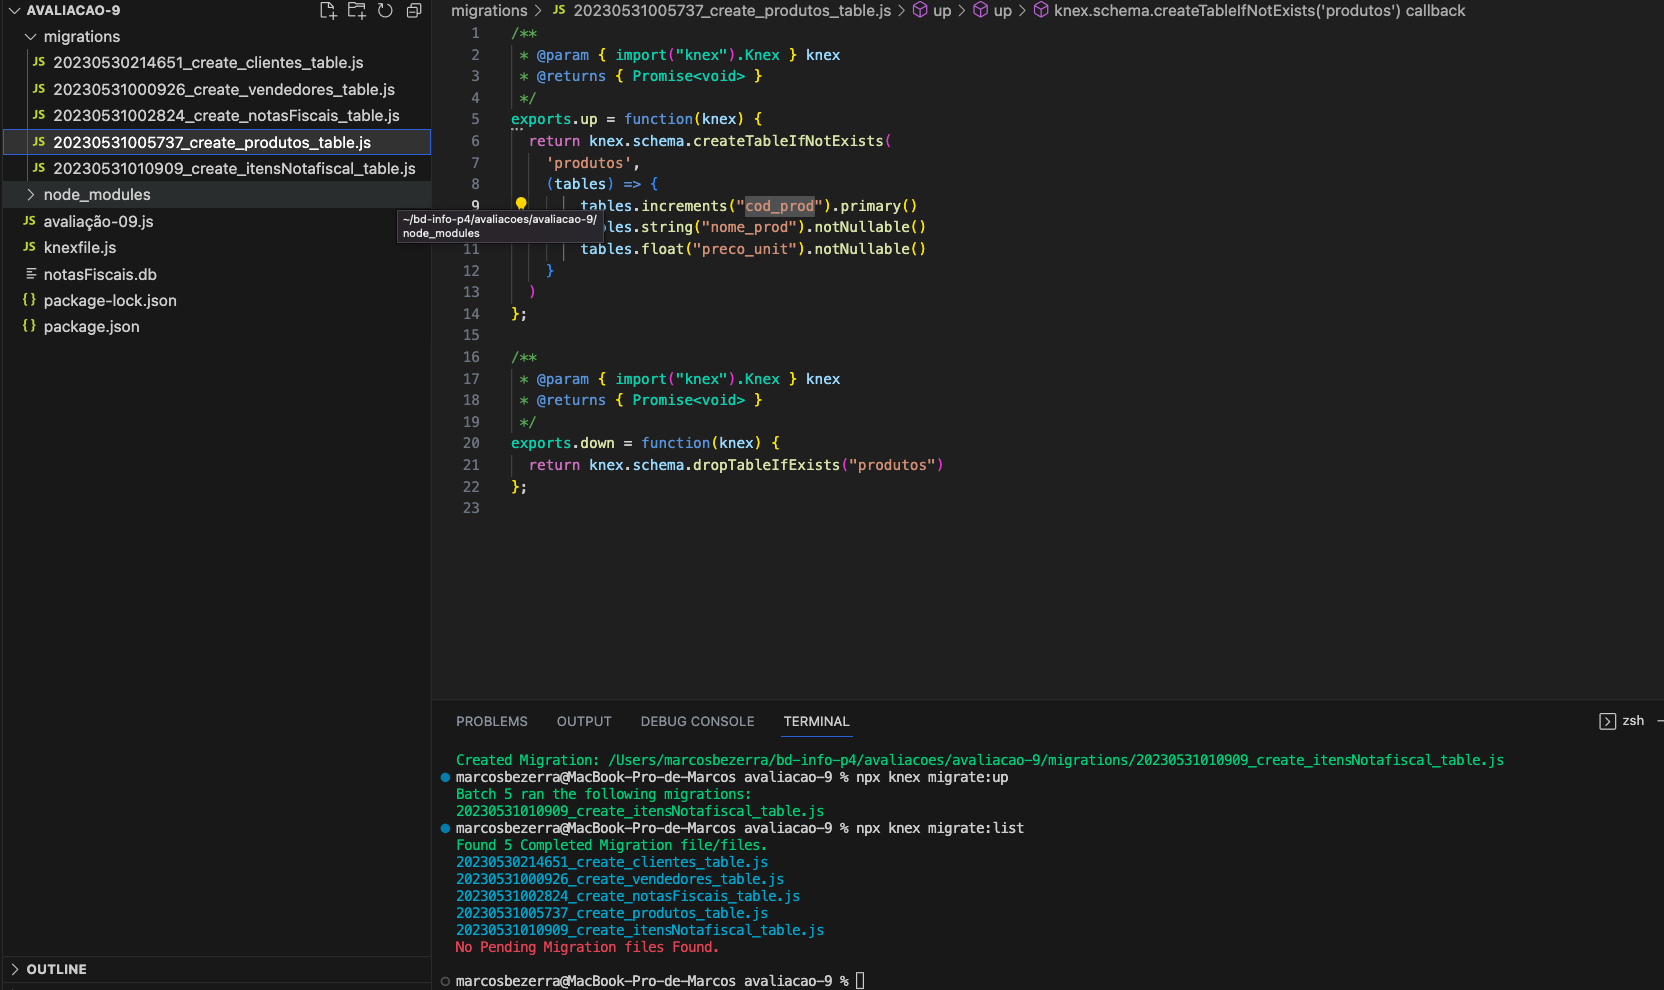 AVALIACAO-9
migrations
JS 20230530214651_create_clientes_table.js
JS 20230531000926_create_vendedores_table.js
JS 20230531002824_create_notasFiscais_table.js
JS 20230531005737_create_produtos_table.js
JS 20230531010909_create_itensNotafiscal_table.js
node_modules
JS avaliação-09.js
JS knexfile.js
notasFiscais.db
{} package-lock.json
{} package.json
OUTLINE
~/bd-info-p4/avaliacoes/avaliacao-9/
node_modules
migrations > JS 20230531005737_create_produtos_table.js > up > up > knex.schema.createTableIfNotExists('produtos') callback
1 /**
2 * @param { import("knex").Knex } knex
3 * @returns { Promise<void> }
4 */
5 exports.up = function(knex) {
6 return knex.schema.createTableIfNotExists(
7 'produtos',
8 (tables) => {
9 tables.increments("cod_prod").primary()
les.string("nome_prod").notNullable()
11 tables.float("preco_unit").notNullable()
12 }
13 )
14 };
15
16 /**
17 * @param { import("knex").Knex } knex
18 * @returns { Promise<void> }
19 */
20 exports.down = function(knex) {
21 return knex.schema.dropTableIfExists("produtos")
22 };
23
PROBLEMS OUTPUT DEBUG CONSOLE TERMINAL zsh
Created Migration: /Users/marcosbezerra/bd-info-p4/avaliacoes/avaliacao-9/migrations/20230531010909_create_itensNotafiscal_table.js
marcosbezerra@MacBook-Pro-de-Marcos avaliacao-9 % npx knex migrate:up
Batch 5 ran the following migrations:
20230531010909_create_itensNotafiscal_table.js
marcosbezerra@MacBook-Pro-de-Marcos avaliacao-9 % npx knex migrate:list
Found 5 Completed Migration file/files.
20230530214651_create_clientes_table.js
20230531000926_create_vendedores_table.js
20230531002824_create_notasFiscais_table.js
20230531005737_create_produtos_table.js
20230531010909_create_itensNotafiscal_table.js
No Pending Migration files Found.
marcosbezerra@MacBook-Pro-de-Marcos avaliacao-9 %